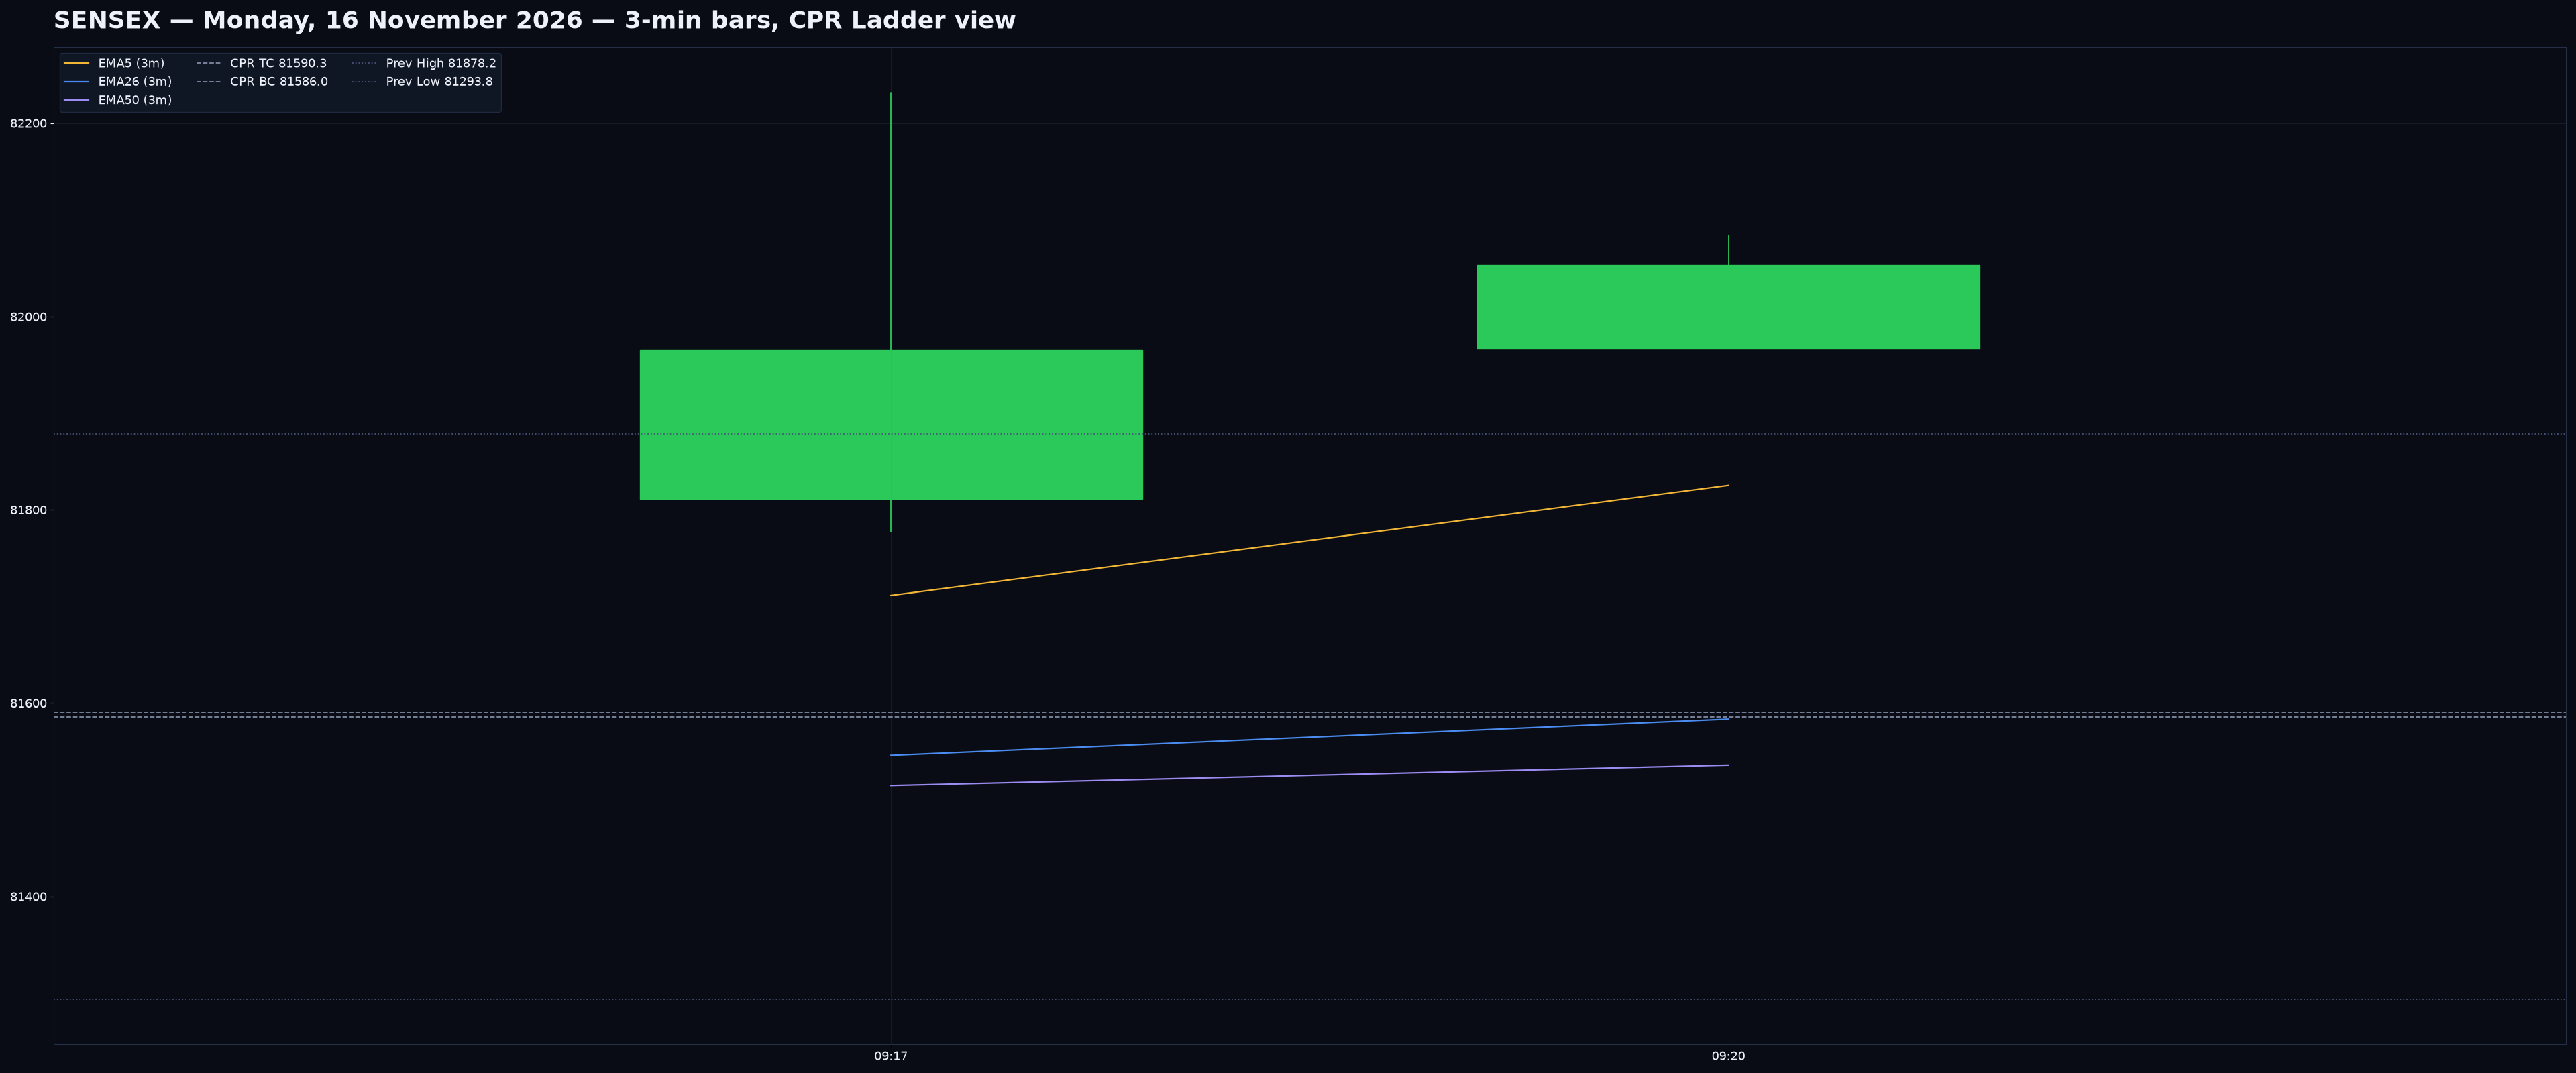 SENSEX — Monday, 16 November 2026 — 3-min bars, CPR Ladder view
EMA5 (3m)
EMA26 (3m)
EMA50 (3m)
CPR TC 81590.3
CPR BC 81586.0
Prev High 81878.2
Prev Low 81293.8
82200
82000
81800
81600
81400
09:17
09:20